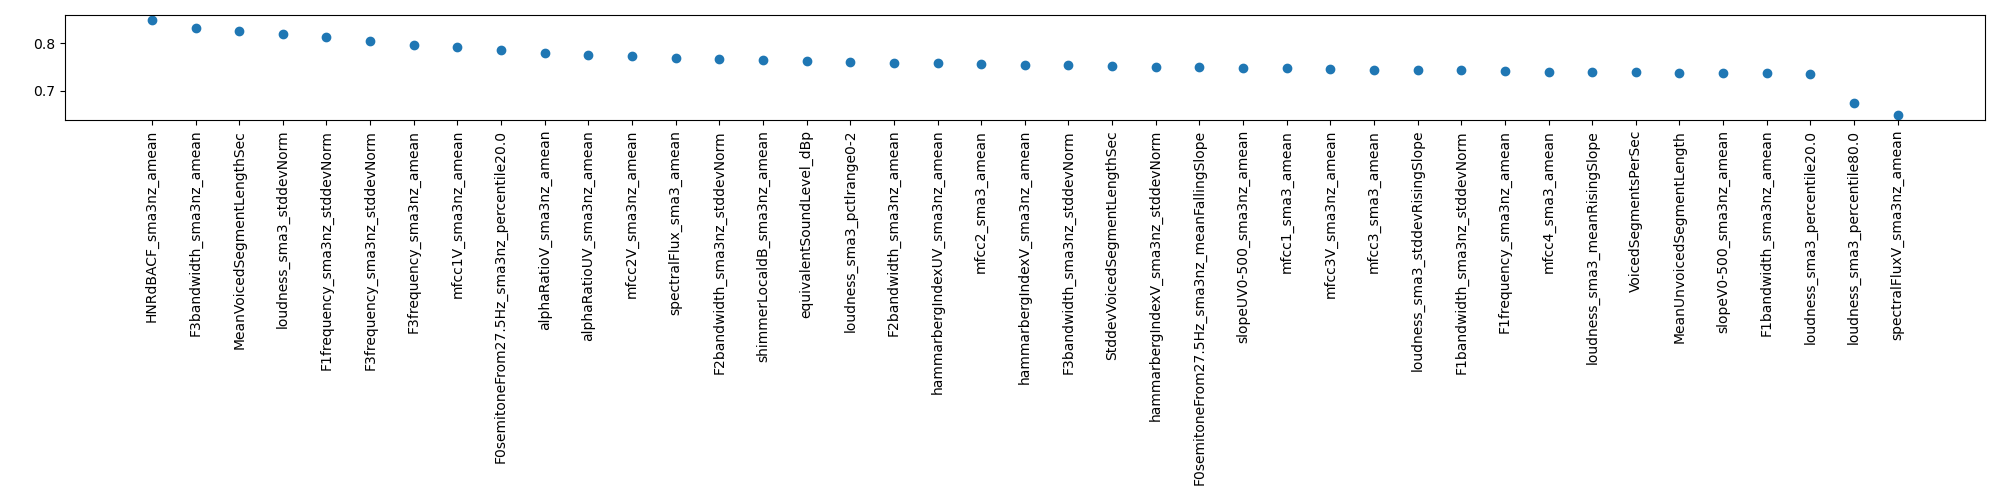 0.8
0.7
HNRdBACF_sma3nz_amean
F3bandwidth_sma3nz_amean
MeanVoicedSegmentLengthSec
loudness_sma3_stddevNorm
F1frequency_sma3nz_stddevNorm
F3frequency_sma3nz_stddevNorm
F3frequency_sma3nz_amean
mfcc1V_sma3nz_amean
F0semitoneFrom27.5Hz_sma3nz_percentile20.0
alphaRatioV_sma3nz_amean
alphaRatioUV_sma3nz_amean
mfcc2V_sma3nz_amean
spectralFlux_sma3_amean
F2bandwidth_sma3nz_stddevNorm
shimmerLocaldB_sma3nz_amean
equivalentSoundLevel_dBp
loudness_sma3_pctlrange0-2
F2bandwidth_sma3nz_amean
hammarbergIndexUV_sma3nz_amean
mfcc2_sma3_amean
hammarbergIndexV_sma3nz_amean
F3bandwidth_sma3nz_stddevNorm
StddevVoicedSegmentLengthSec
hammarbergIndexV_sma3nz_stddevNorm
F0semitoneFrom27.5Hz_sma3nz_meanFallingSlope
slopeUV0-500_sma3nz_amean
mfcc1_sma3_amean
mfcc3V_sma3nz_amean
mfcc3_sma3_amean
loudness_sma3_stddevRisingSlope
F1bandwidth_sma3nz_stddevNorm
F1frequency_sma3nz_amean
mfcc4_sma3_amean
loudness_sma3_meanRisingSlope
VoicedSegmentsPerSec
MeanUnvoicedSegmentLength
slopeV0-500_sma3nz_amean
F1bandwidth_sma3nz_amean
loudness_sma3_percentile20.0
loudness_sma3_percentile80.0
spectralFluxV_sma3nz_amean